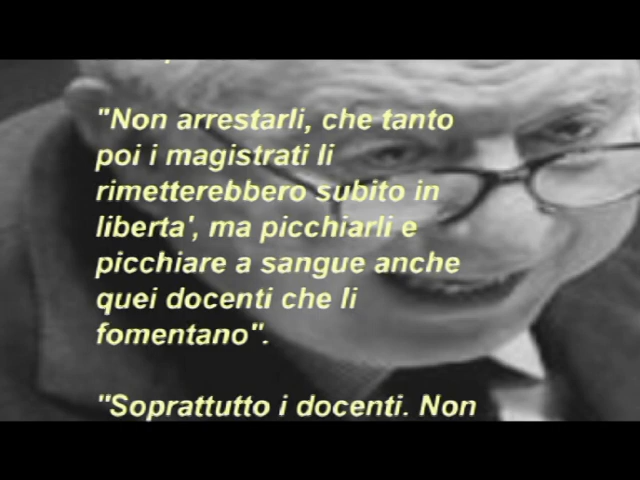 "Non arrestarli, che tanto
poi i magistrati li
rimetterebbero subito in
liberta', ma picchiarli e
picchiare a sangue anche
quei docenti che li
fomentano".
"Soprattutto i docenti. Non